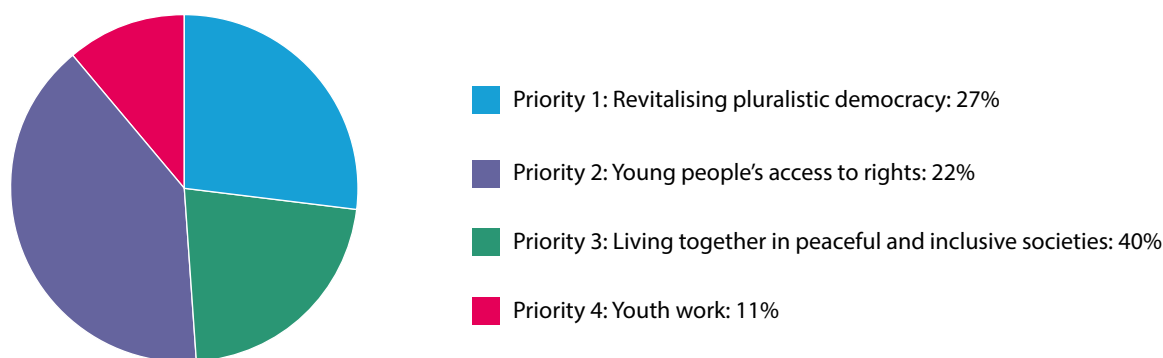 Priority 1: Revitalising pluralistic democracy: 27%
Priority 2: Young people’s access to rights: 22%
Priority 3: Living together in peaceful and inclusive societies: 40%
Priority 4: Youth work: 11%